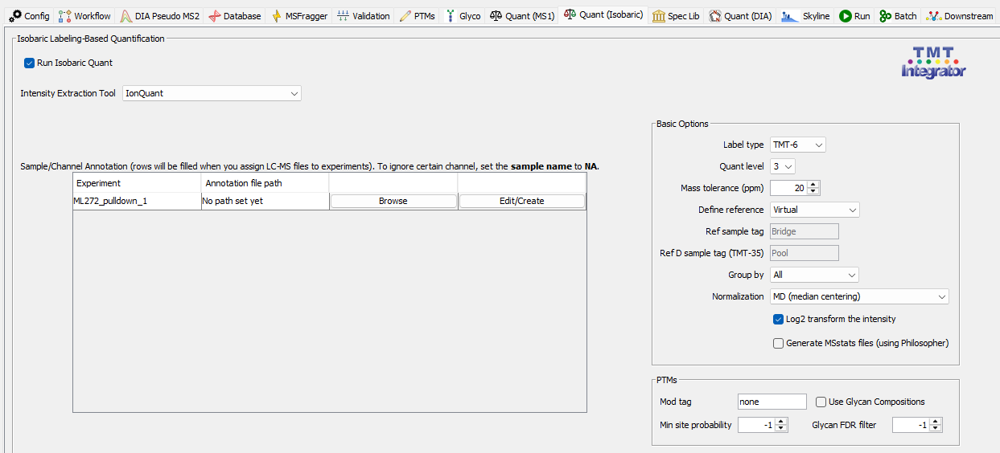 Config Workflow DIA Pseudo MS2 Database MSFragger Validation PTMs Glyco Quant (MS1) Quant (Isobaric) Spec Lib Quant (DIA) Skyline Run Batch Downstream
Isobaric Labeling-Based Quantification
Run Isobaric Quant
TMT
Integrator
Intensity Extraction Tool IonQuant
Sample/Channel Annotation (rows will be filled when you assign LC-MS files to experiments). To ignore certain channel, set the sample name to NA.
Experiment Annotation file path
ML272_pulldown_1 No path set yet Browse Edit/Create
Basic Options
Label type TMT-6
Quant level 3
Mass tolerance (ppm) 20
Define reference Virtual
Ref sample tag Bridge
Ref D sample tag (TMT-35) Pool
Group by All
Normalization MD (median centering)
Log2 transform the intensity
Generate MSstats files (using Philosopher)
PTMs
Mod tag none Use Glycan Compositions
Min site probability -1 Glycan FDR filter -1